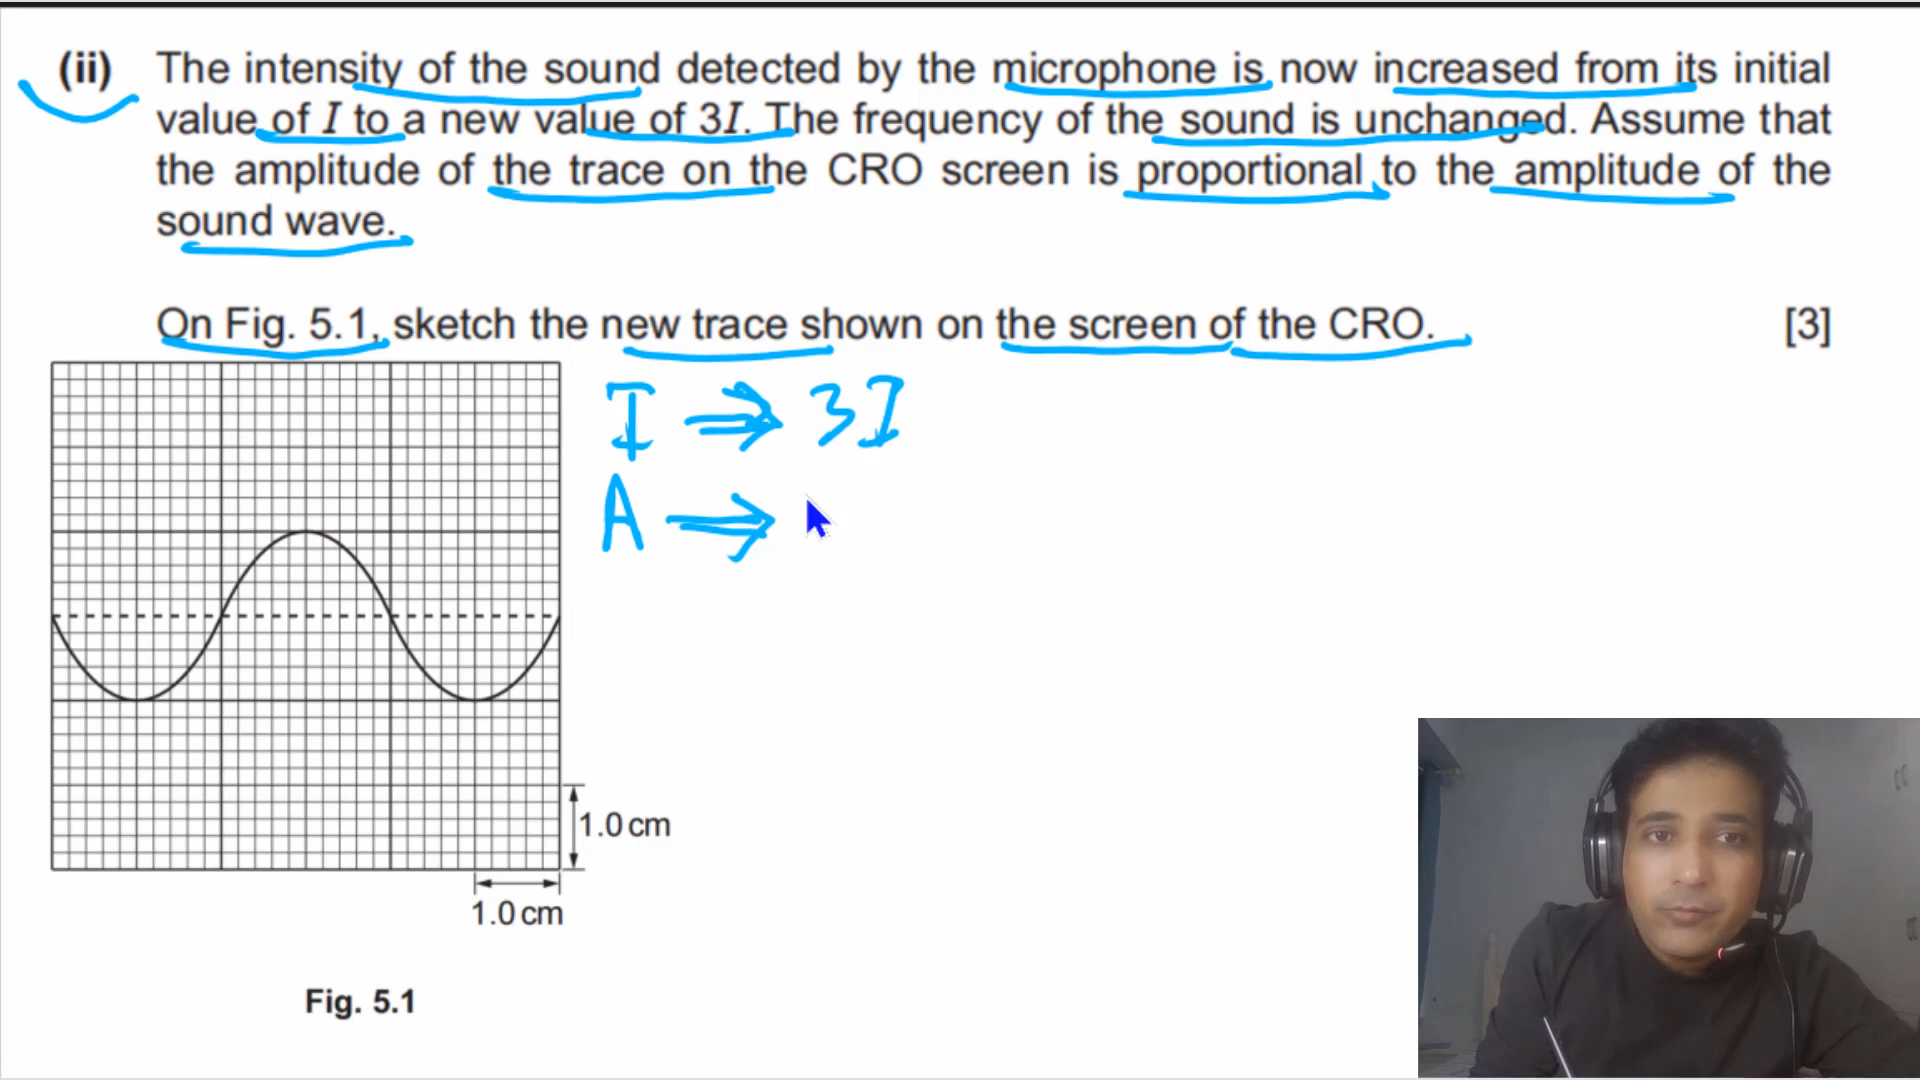 (ii) The intensity of the sound detected by the microphone is now increased from its initial
value of I to a new value of 3I. The frequency of the sound is unchanged. Assume that
the amplitude of the trace on the CRO screen is proportional to the amplitude of the
sound wave.
On Fig. 5.1, sketch the new trace shown on the screen of the CRO. [3]
I ⇒ 3I
A ⇒
1.0 cm
1.0 cm
Fig. 5.1